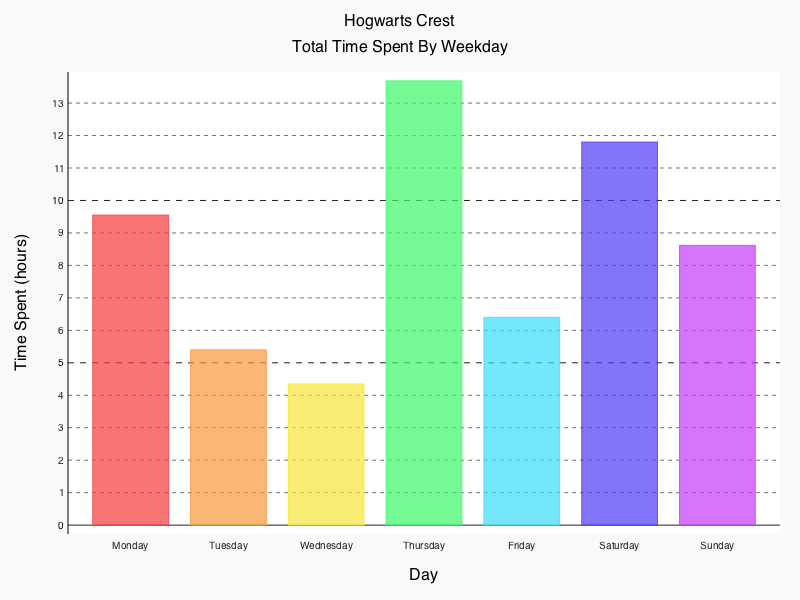 Hogwarts Crest
Total Time Spent By Weekday
Time Spent (hours)
13
12
11
10
9
8
7
6
5
4
3
2
1
0
Monday Tuesday Wednesday Thursday Friday Saturday Sunday
Day